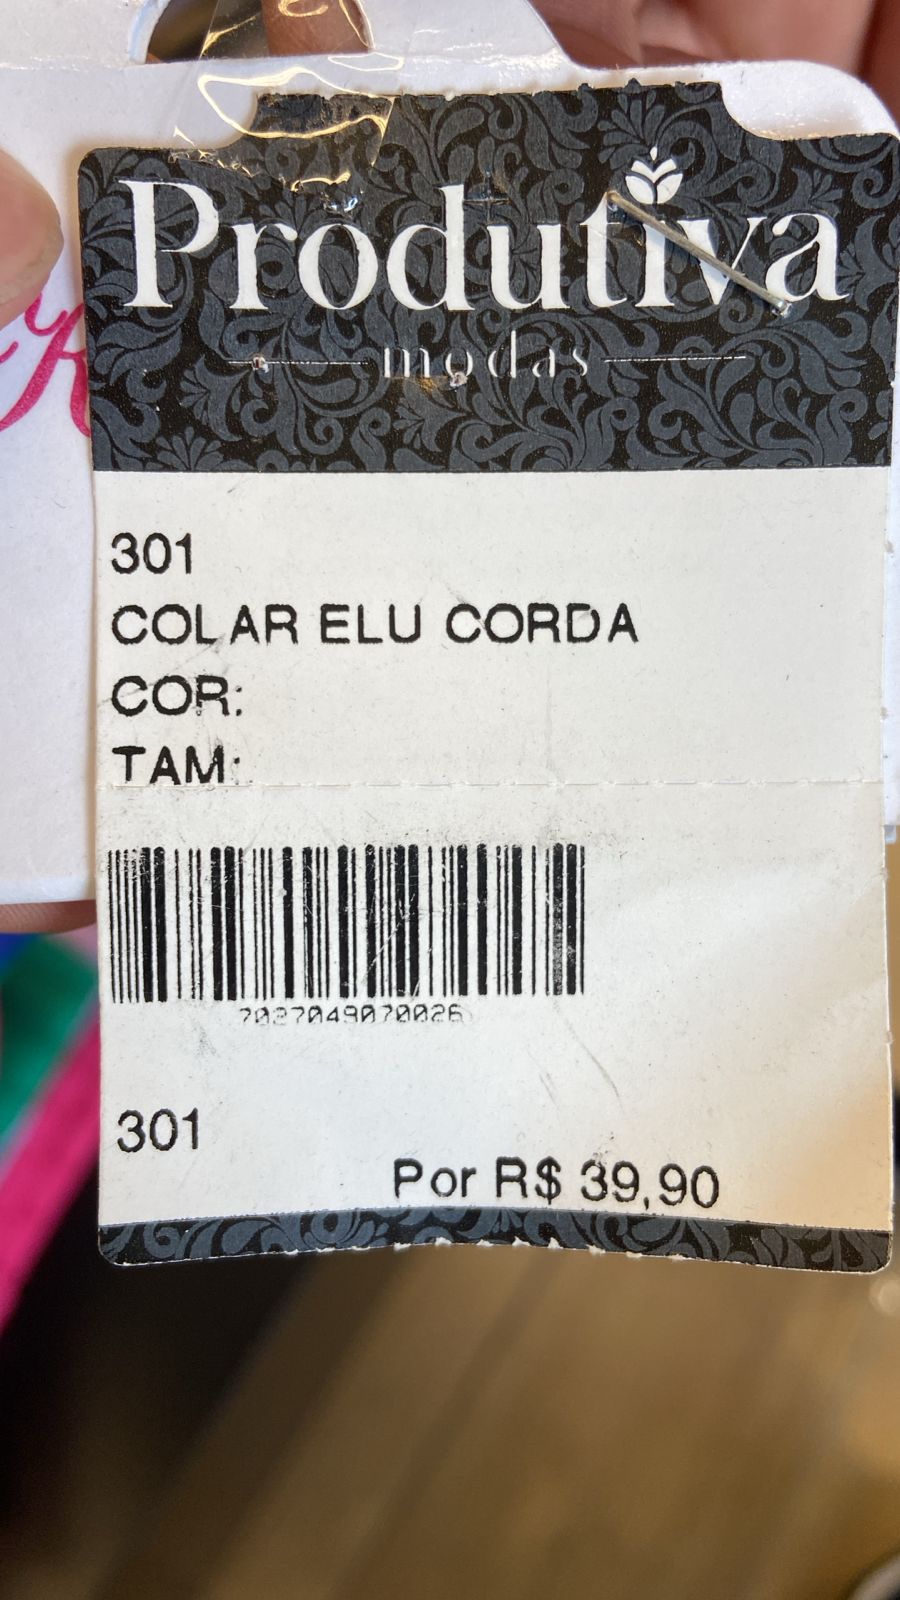 Produtiva
modas
301
COLAR ELU CORDA
COR:
TAM:
7027049070026
301
Por R$ 39,90